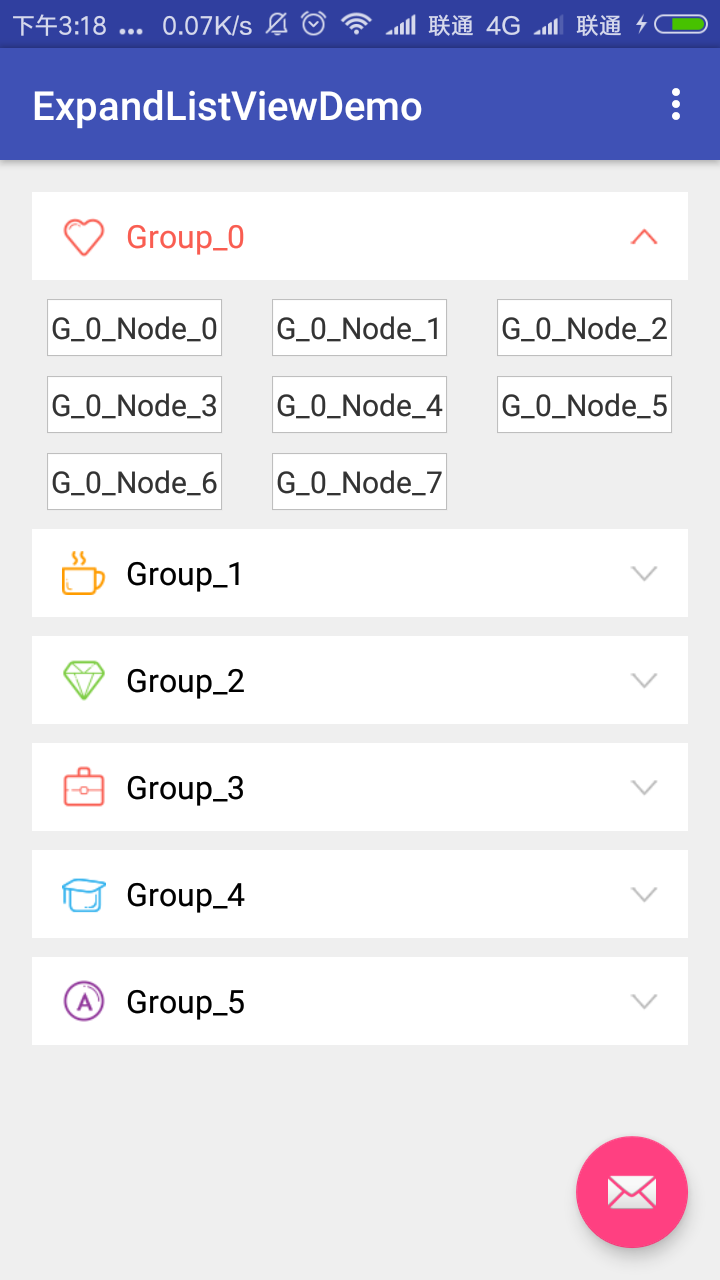 下午3:18 ... 0.07K/s 联通 4G 联通
ExpandListViewDemo
Group_0
G_0_Node_0 G_0_Node_1 G_0_Node_2
G_0_Node_3 G_0_Node_4 G_0_Node_5
G_0_Node_6 G_0_Node_7
Group_1
Group_2
Group_3
Group_4
A Group_5